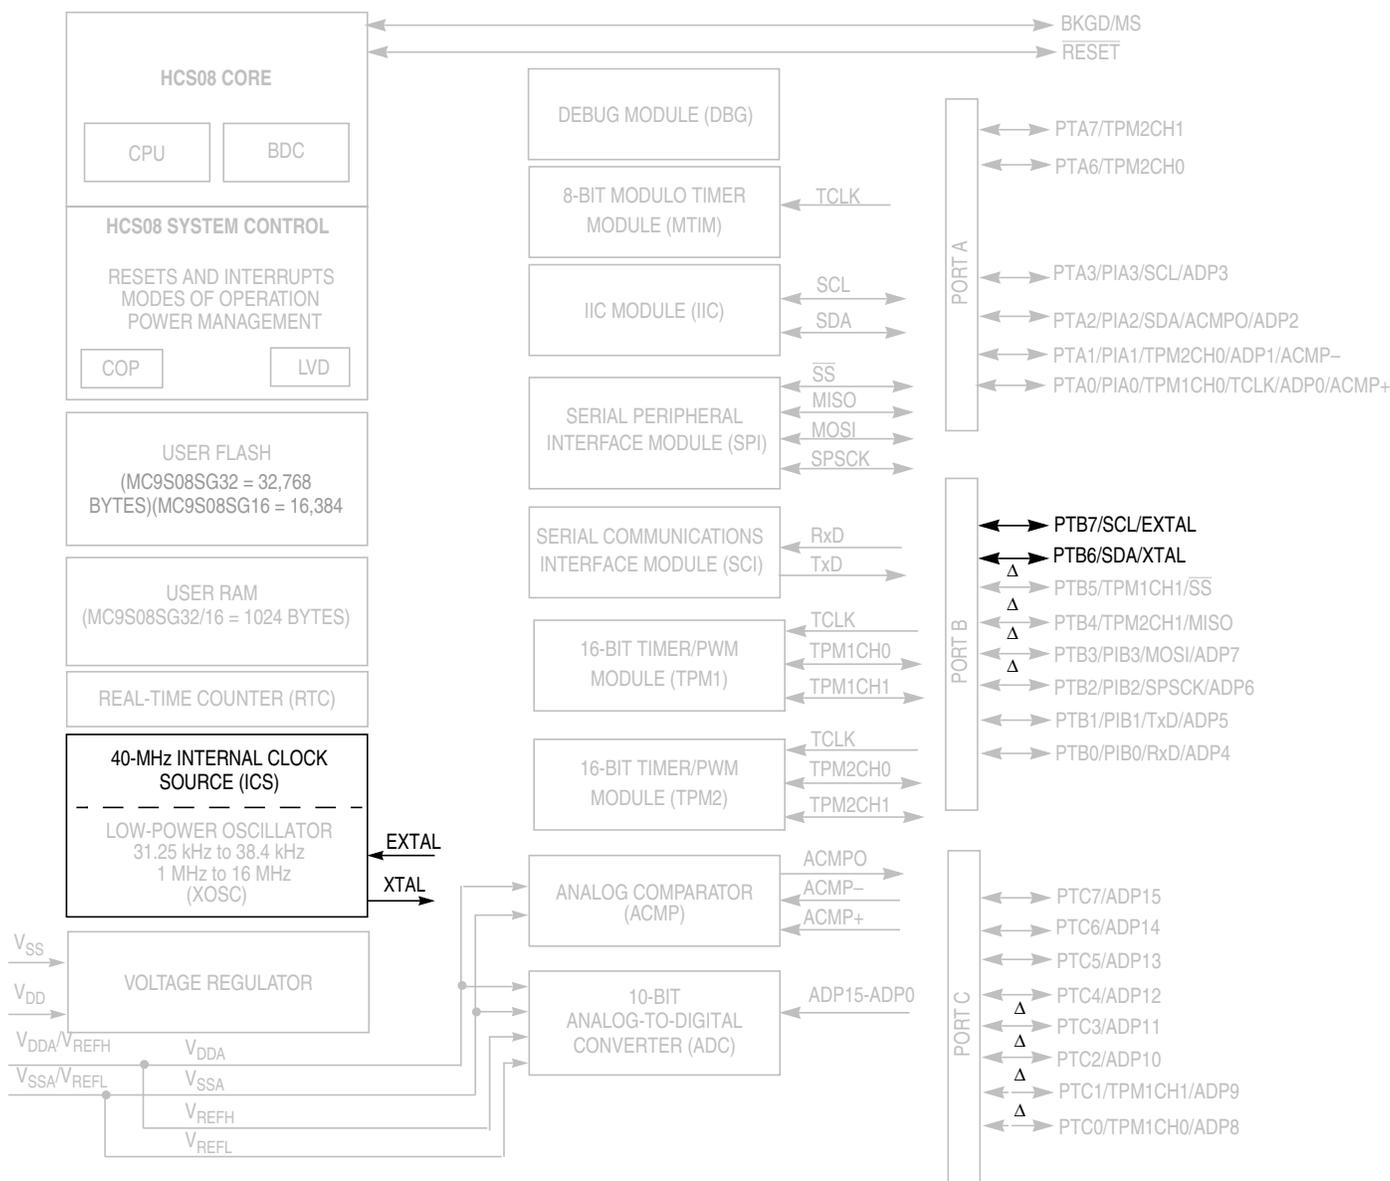 BKGD/MS
RESET
HCS08 CORE
CPU
BDC
HCS08 SYSTEM CONTROL
RESETS AND INTERRUPTS
MODES OF OPERATION
POWER MANAGEMENT
COP
LVD
USER FLASH
(MC9S08SG32 = 32,768
BYTES)(MC9S08SG16 = 16,384
USER RAM
(MC9S08SG32/16 = 1024 BYTES)
REAL-TIME COUNTER (RTC)
40-MHz INTERNAL CLOCK
SOURCE (ICS)
LOW-POWER OSCILLATOR
31.25 kHz to 38.4 kHz
1 MHz to 16 MHz
(XOSC)
EXTAL
XTAL
VSS
VDD
VOLTAGE REGULATOR
VDDA/VREFH
VSSA/VREFL
VDDA
VSSA
VREFH
VREFL
DEBUG MODULE (DBG)
8-BIT MODULO TIMER
MODULE (MTIM)
TCLK
IIC MODULE (IIC)
SCL
SDA
SERIAL PERIPHERAL
INTERFACE MODULE (SPI)
SS
MISO
MOSI
SPSCK
SERIAL COMMUNICATIONS
INTERFACE MODULE (SCI)
RxD
TxD
16-BIT TIMER/PWM
MODULE (TPM1)
TCLK
TPM1CH0
TPM1CH1
16-BIT TIMER/PWM
MODULE (TPM2)
TCLK
TPM2CH0
TPM2CH1
ANALOG COMPARATOR
(ACMP)
ACMPO
ACMP–
ACMP+
10-BIT
ANALOG-TO-DIGITAL
CONVERTER (ADC)
ADP15-ADP0
PORT A
PTA7/TPM2CH1
PTA6/TPM2CH0
PTA3/PIA3/SCL/ADP3
PTA2/PIA2/SDA/ACMPO/ADP2
PTA1/PIA1/TPM2CH0/ADP1/ACMP–
PTA0/PIA0/TPM1CH0/TCLK/ADP0/ACMP+
PORT B
PTB7/SCL/EXTAL
PTB6/SDA/XTAL
Δ
PTB5/TPM1CH1/SS
Δ
PTB4/TPM2CH1/MISO
Δ
PTB3/PIB3/MOSI/ADP7
Δ
PTB2/PIB2/SPSCK/ADP6
PTB1/PIB1/TxD/ADP5
PTB0/PIB0/RxD/ADP4
PORT C
PTC7/ADP15
PTC6/ADP14
PTC5/ADP13
PTC4/ADP12
Δ
PTC3/ADP11
Δ
PTC2/ADP10
Δ
PTC1/TPM1CH1/ADP9
Δ
PTC0/TPM1CH0/ADP8